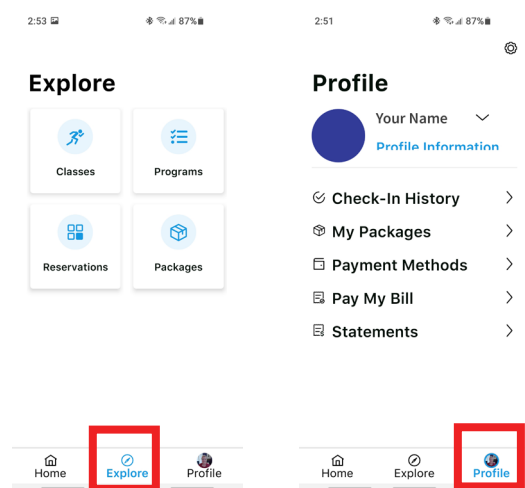 2:53 87%
Explore
Classes Programs
Reservations Packages
Home Explore Profile
2:51 87%
Profile
Your Name
Profile Information
Check-In History
My Packages
Payment Methods
Pay My Bill
Statements
Home Explore Profile